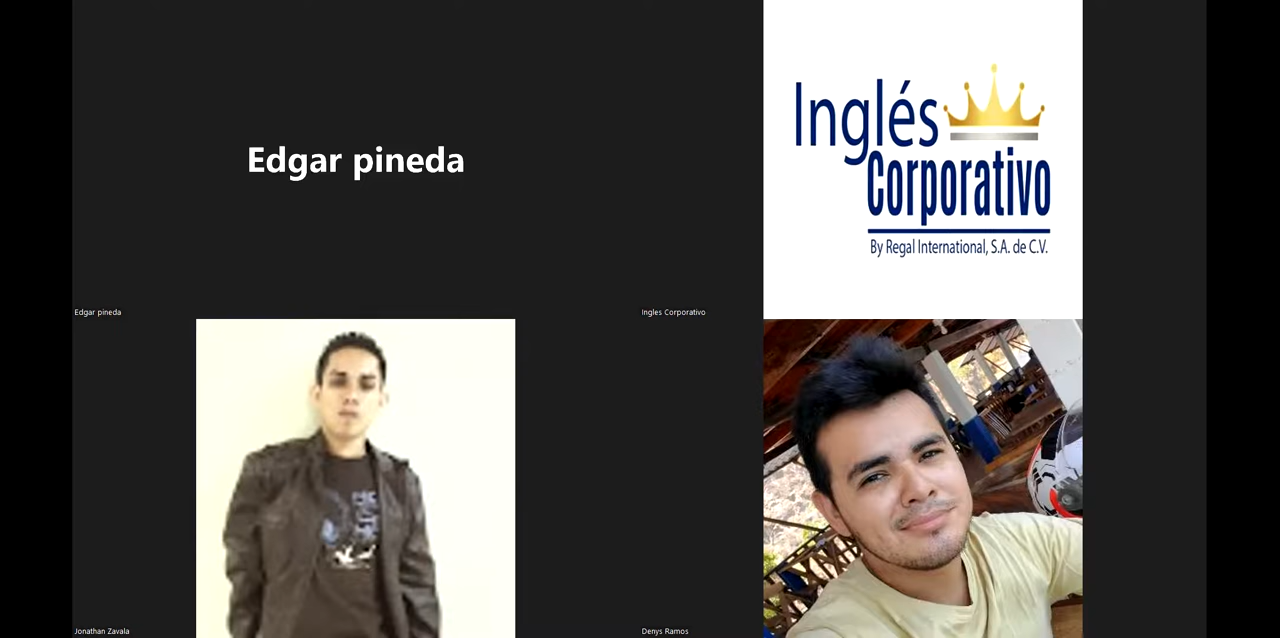 Edgar pineda
Inglés
Corporativo
By Regal International, S.A. de C.V.
Edgar pineda
Ingles Corporativo
Jonathan Zavala
Denys Ramos